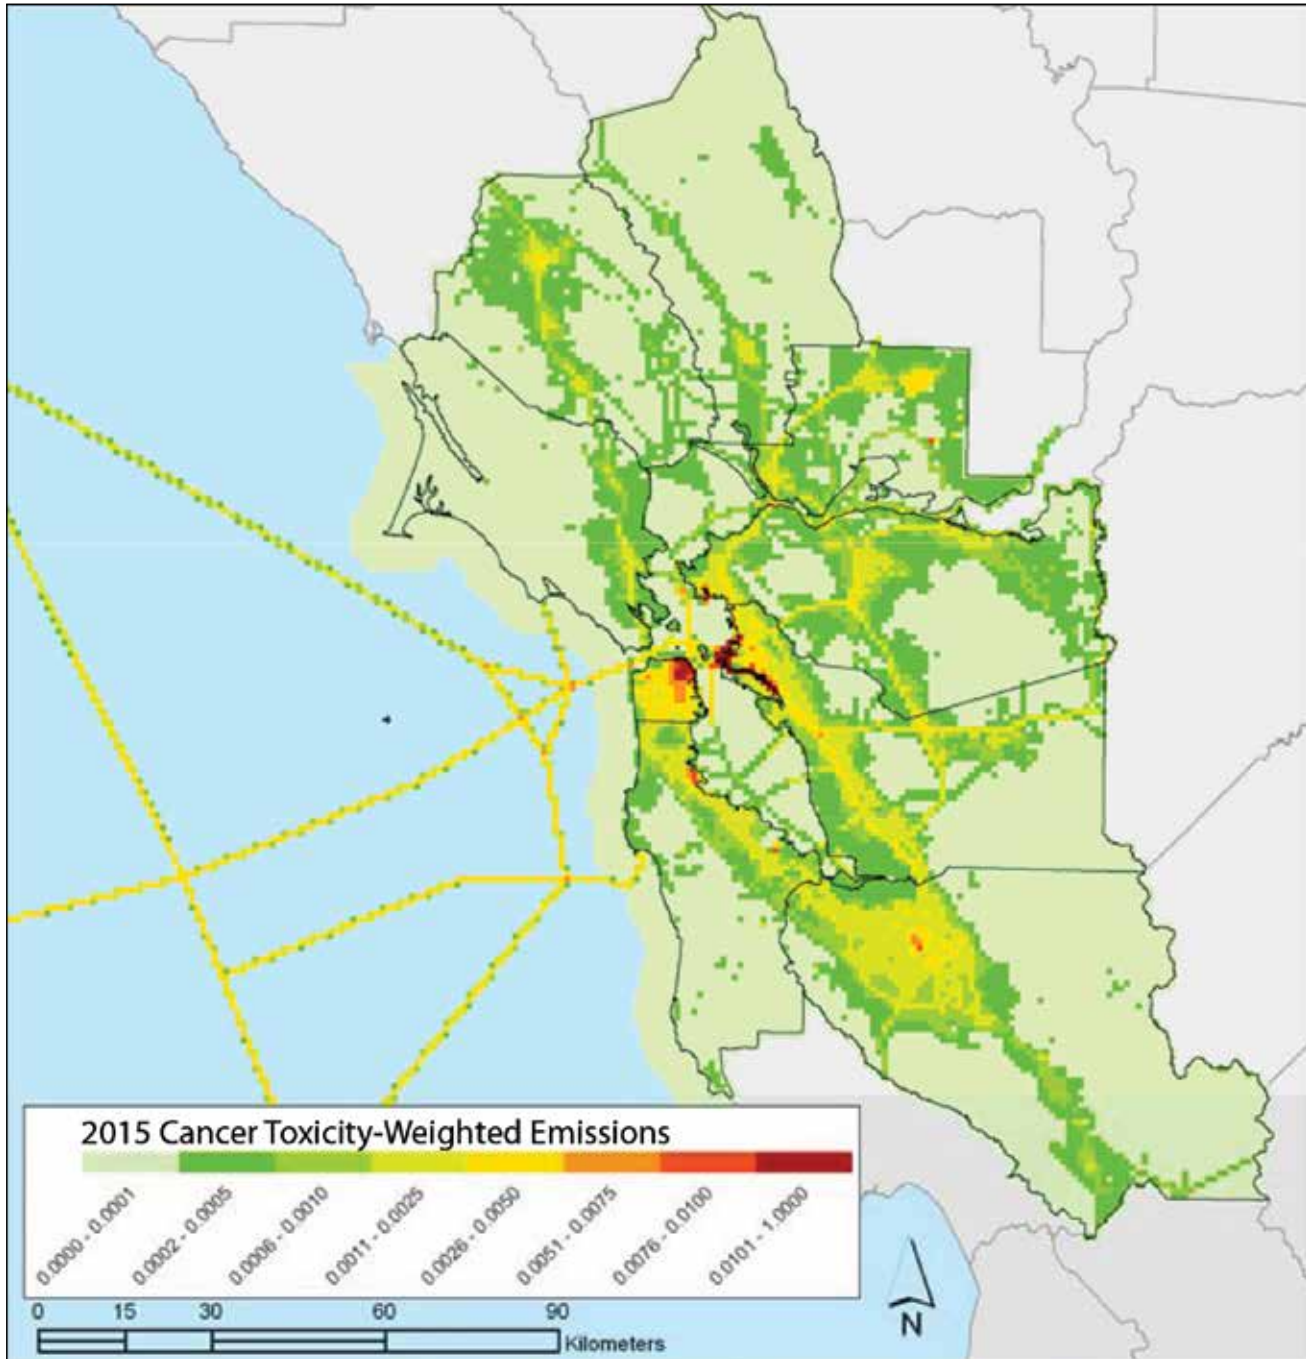 2015 Cancer Toxicity-Weighted Emissions
0.0000 - 0.0001
0.0002 - 0.0005
0.0006 - 0.0010
0.0011 - 0.0025
0.0026 - 0.0050
0.0051 - 0.0075
0.0076 - 0.0100
0.0101 - 1.0000
0 15 30 60 90
Kilometers
N